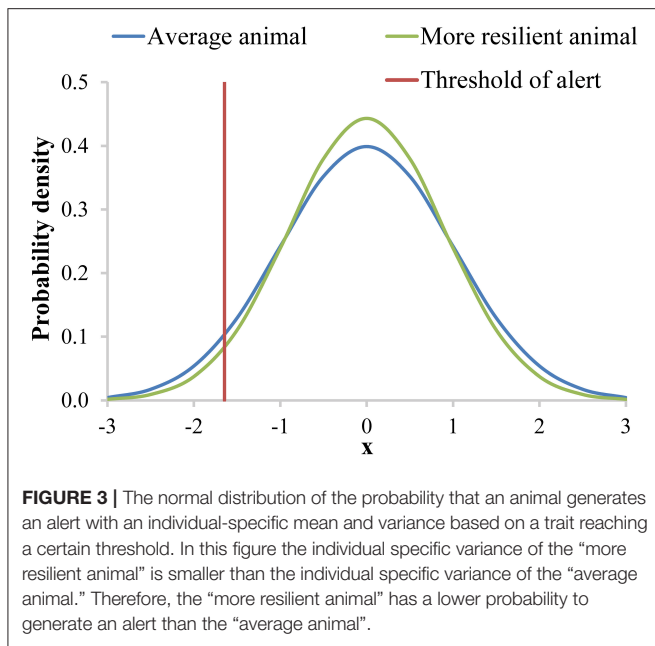 Average animal
More resilient animal
Threshold of alert
0.5
0.4
0.3
0.2
0.1
0.0
Probability density
-3
-2
-1
0
1
2
3
x
FIGURE 3 | The normal distribution of the probability that an animal generates
an alert with an individual-specific mean and variance based on a trait reaching
a certain threshold. In this figure the individual specific variance of the “more
resilient animal” is smaller than the individual specific variance of the “average
animal.” Therefore, the “more resilient animal” has a lower probability to
generate an alert than the “average animal”.